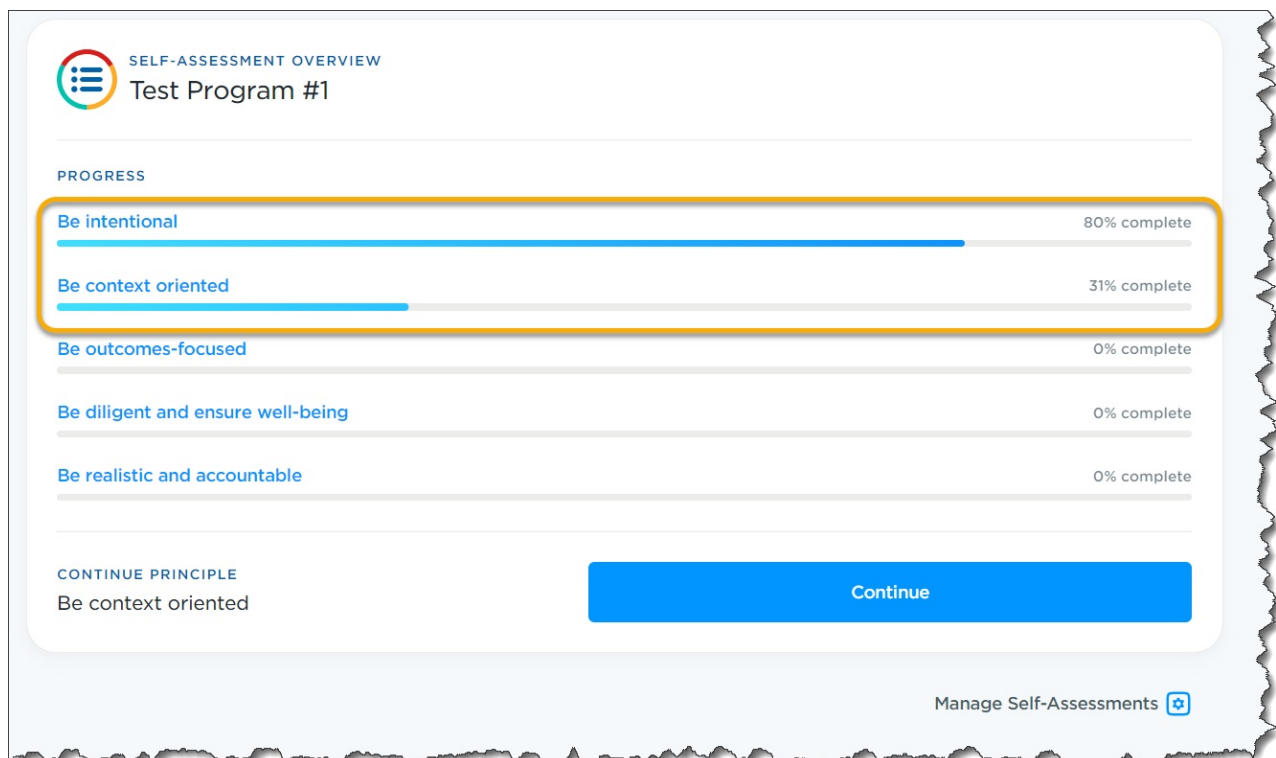 SELF-ASSESSMENT OVERVIEW
Test Program #1
PROGRESS
Be intentional 80% complete
Be context oriented 31% complete
Be outcomes-focused 0% complete
Be diligent and ensure well-being 0% complete
Be realistic and accountable 0% complete
CONTINUE PRINCIPLE
Be context oriented
Continue
Manage Self-Assessments